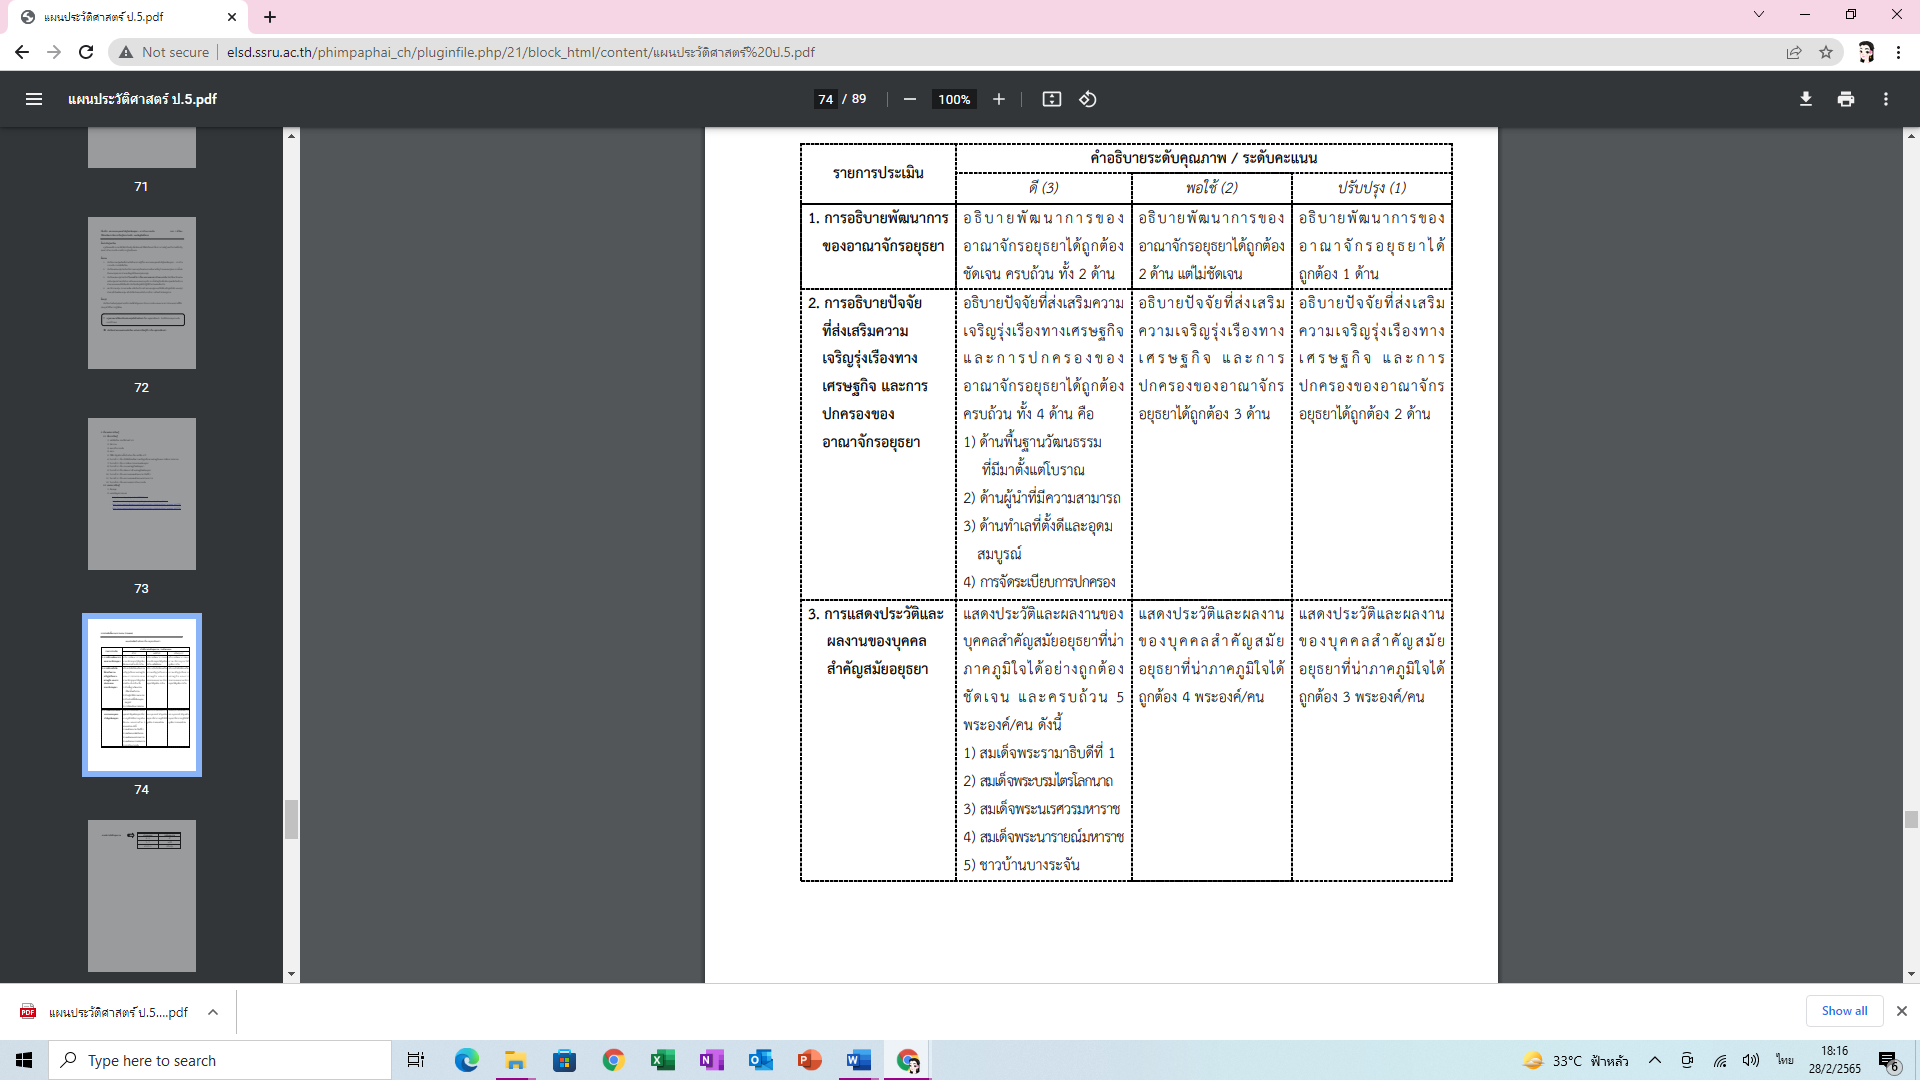 แผนประวัติศาสตร์ ป.5.pdf
Not secure
elsd.ssru.ac.th/phimpaphai_ch/pluginfile.php/21/block_html/content/แผนประวัติศาสตร์%20ป.5.pdf
แผนประวัติศาสตร์ ป.5.pdf
74 / 89
100%
71
72
73
74
รายการประเมิน
คำอธิบายระดับคุณภาพ / ระดับคะแนน
ดี (3)
พอใช้ (2)
ปรับปรุง (1)
1. การอธิบายพัฒนาการ
ของอาณาจักรอยุธยา
อธิบายพัฒนาการของ
อาณาจักรอยุธยาได้ถูกต้อง
ชัดเจน ครบถ้วน ทั้ง 2 ด้าน
อธิบายพัฒนาการของ
อาณาจักรอยุธยาได้ถูกต้อง
2 ด้าน แต่ไม่ชัดเจน
อธิบายพัฒนาการของ
อาณาจักรอยุธยาได้
ถูกต้อง 1 ด้าน
2. การอธิบายปัจจัย
ที่ส่งเสริมความ
เจริญรุ่งเรืองทาง
เศรษฐกิจ และการ
ปกครองของ
อาณาจักรอยุธยา
อธิบายปัจจัยที่ส่งเสริมความ
เจริญรุ่งเรืองทางเศรษฐกิจ
และการปกครองของ
อาณาจักรอยุธยาได้ถูกต้อง
ครบถ้วน ทั้ง 4 ด้าน คือ
1) ด้านพื้นฐานวัฒนธรรม
ที่มีมาตั้งแต่โบราณ
2) ด้านผู้นำที่มีความสามารถ
3) ด้านทำเลที่ตั้งดีและอุดม
สมบูรณ์
4) การจัดระเบียบการปกครอง
อธิบายปัจจัยที่ส่งเสริม
ความเจริญรุ่งเรืองทาง
เศรษฐกิจ และการ
ปกครองของอาณาจักร
อยุธยาได้ถูกต้อง 3 ด้าน
อธิบายปัจจัยที่ส่งเสริม
ความเจริญรุ่งเรืองทาง
เศรษฐกิจ และการ
ปกครองของอาณาจักร
อยุธยาได้ถูกต้อง 2 ด้าน
3. การแสดงประวัติและ
ผลงานของบุคคล
สำคัญสมัยอยุธยา
แสดงประวัติและผลงานของ
บุคคลสำคัญสมัยอยุธยาที่น่า
ภาคภูมิใจได้อย่างถูกต้อง
ชัดเจน และครบถ้วน 5
พระองค์/คน ดังนี้
1) สมเด็จพระรามาธิบดีที่ 1
2) สมเด็จพระบรมไตรโลกนาถ
3) สมเด็จพระนเรศวรมหาราช
4) สมเด็จพระนารายณ์มหาราช
5) ชาวบ้านบางระจัน
แสดงประวัติและผลงาน
ของบุคคลสำคัญสมัย
อยุธยาที่น่าภาคภูมิใจได้
ถูกต้อง 4 พระองค์/คน
แสดงประวัติและผลงาน
ของบุคคลสำคัญสมัย
อยุธยาที่น่าภาคภูมิใจได้
ถูกต้อง 3 พระองค์/คน
PDF
แผนประวัติศาสตร์ ป.5....pdf
Show all
Type here to search
33°C ฟ้าหลัว
ไทย
18:16
28/2/2565
6